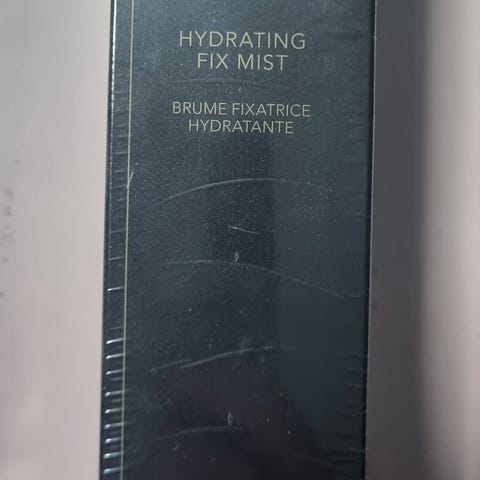 HYDRATING
FIX MIST
BRUME FIXATRICE
HYDRATANTE